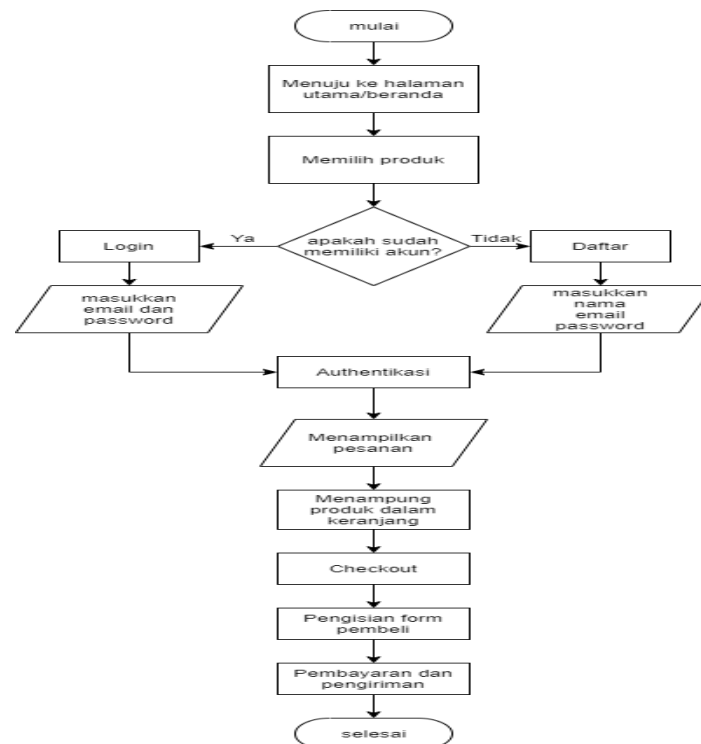 mulai
Menuju ke halaman
utama/beranda
Memilih produk
apakah sudah
memiliki akun?
Ya
Tidak
Login
Daftar
masukkan
email dan
password
masukkan
nama
email
password
Authentikasi
Menampilkan
pesanan
Menampung
produk dalam
keranjang
Checkout
Pengisian form
pembeli
Pembayaran dan
pengiriman
selesai